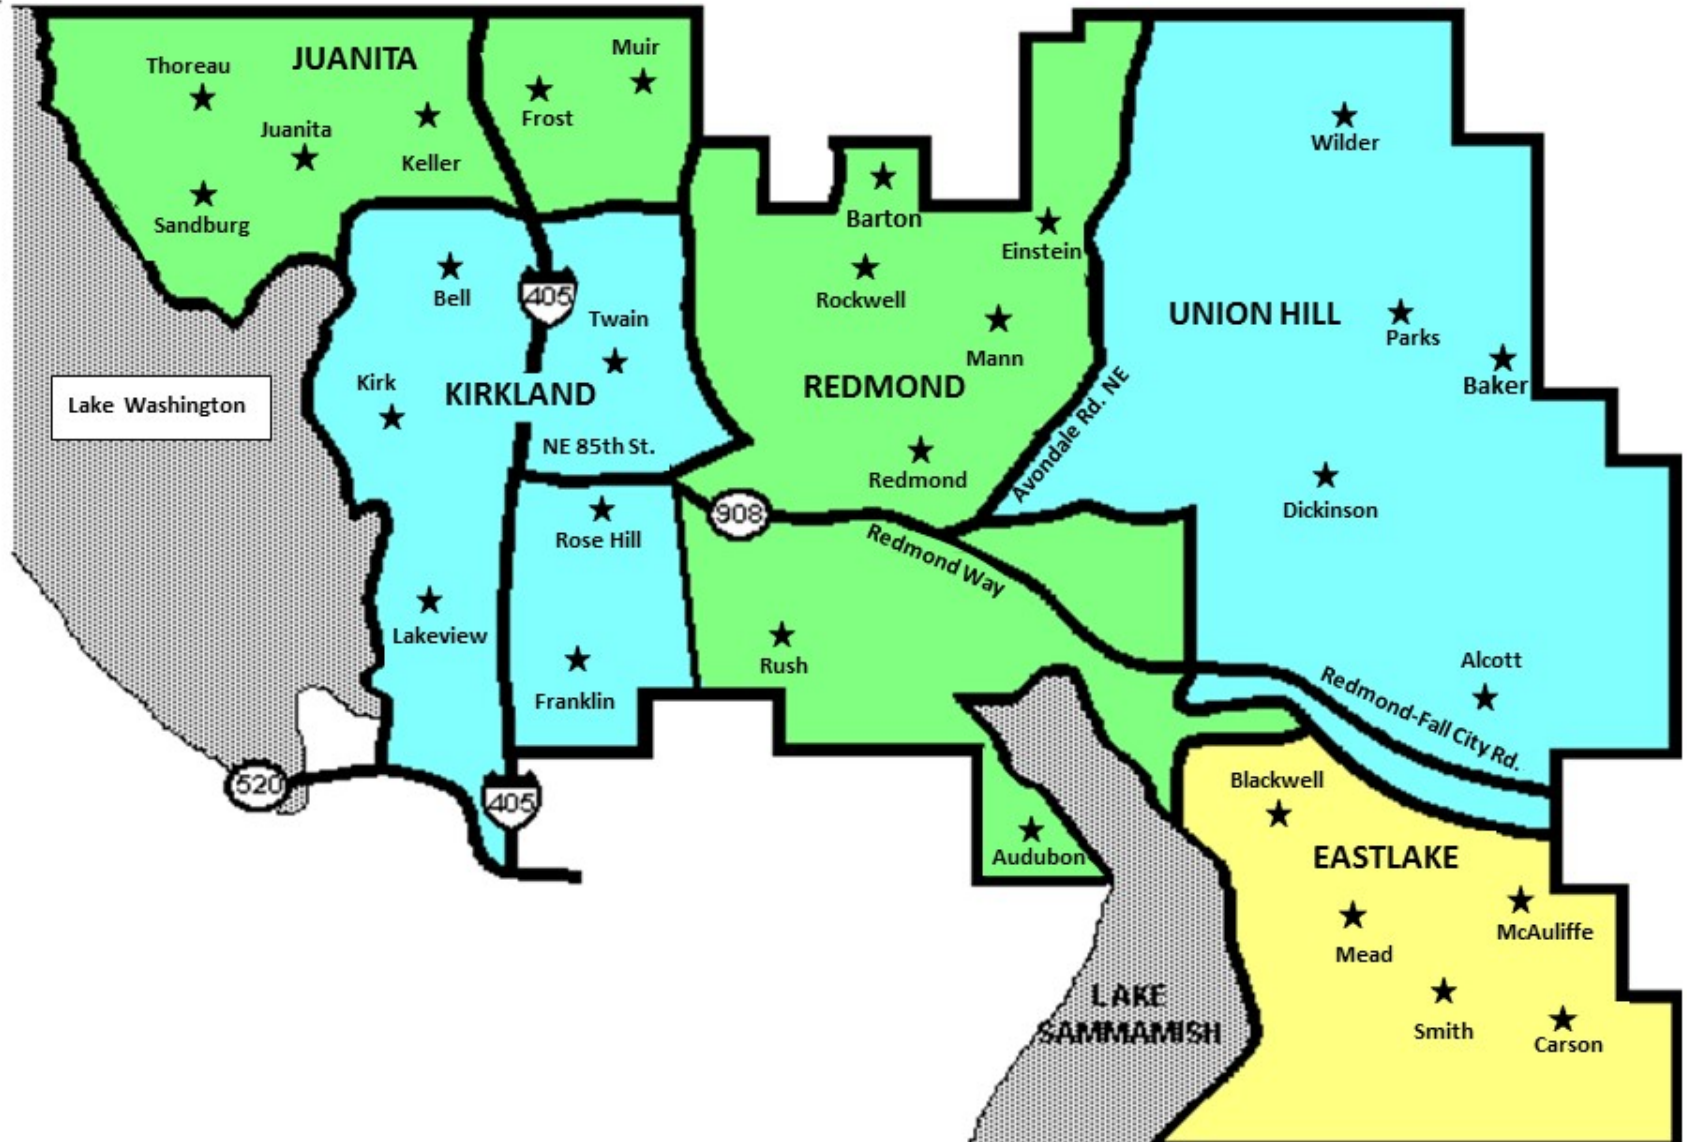 Muir
JUANITA
Thoreau
Frost
Juanita
Keller
Wilder
Sandburg
Barton
Einstein
Bell
405
Rockwell
Twain
UNION HILL
Parks
Mann
Kirk
KIRKLAND
REDMOND
Baker
Lake Washington
Avondale Rd. NE
NE 85th St.
Redmond
Dickinson
908
Rose Hill
Redmond Way
Lakeview
Rush
Alcott
Franklin
Redmond-Fall City Rd.
520
405
Blackwell
Audubon
EASTLAKE
McAuliffe
Mead
LAKE
SAMMAMISH
Smith
Carson